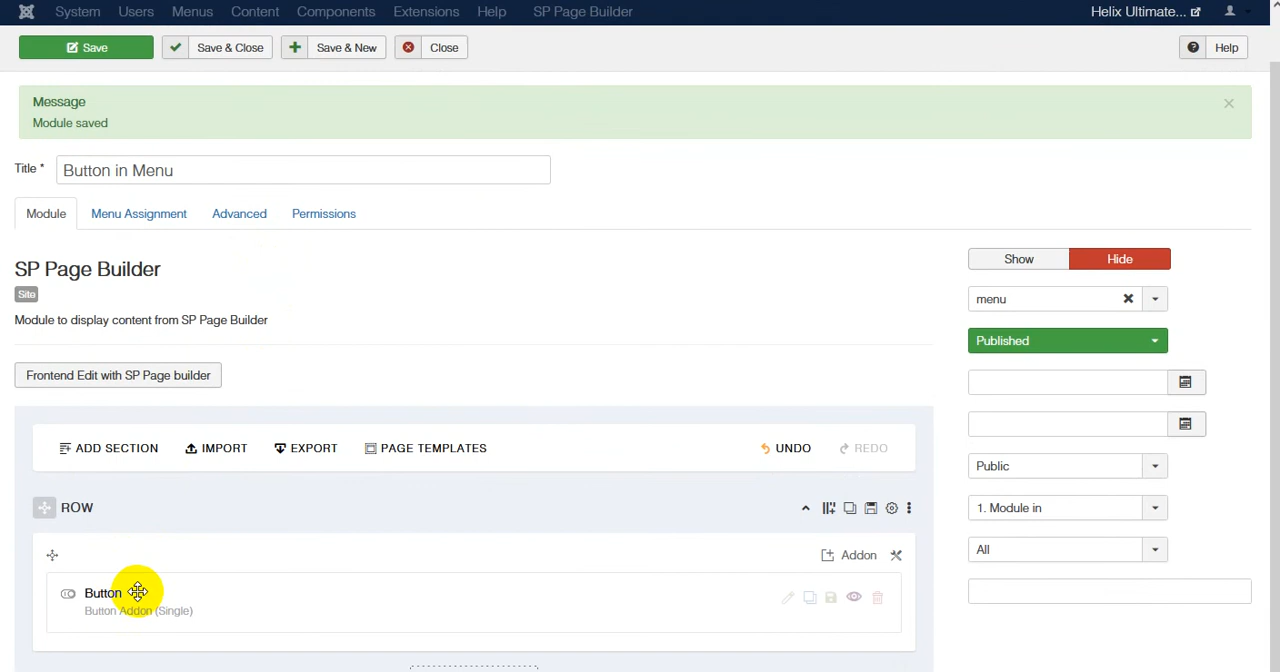 System Users Menus Content Components Extensions Help SP Page Builder Helix Ultimate...
Save Save & Close Save & New Close Help
Message
Module saved
Title * Button in Menu
Module Menu Assignment Advanced Permissions
SP Page Builder
Site
Module to display content from SP Page Builder
Frontend Edit with SP Page builder
ADD SECTION IMPORT EXPORT PAGE TEMPLATES UNDO REDO
ROW
Addon
Button
Button Addon (Single)
Show Hide
menu
Published
Public
1. Module in
All